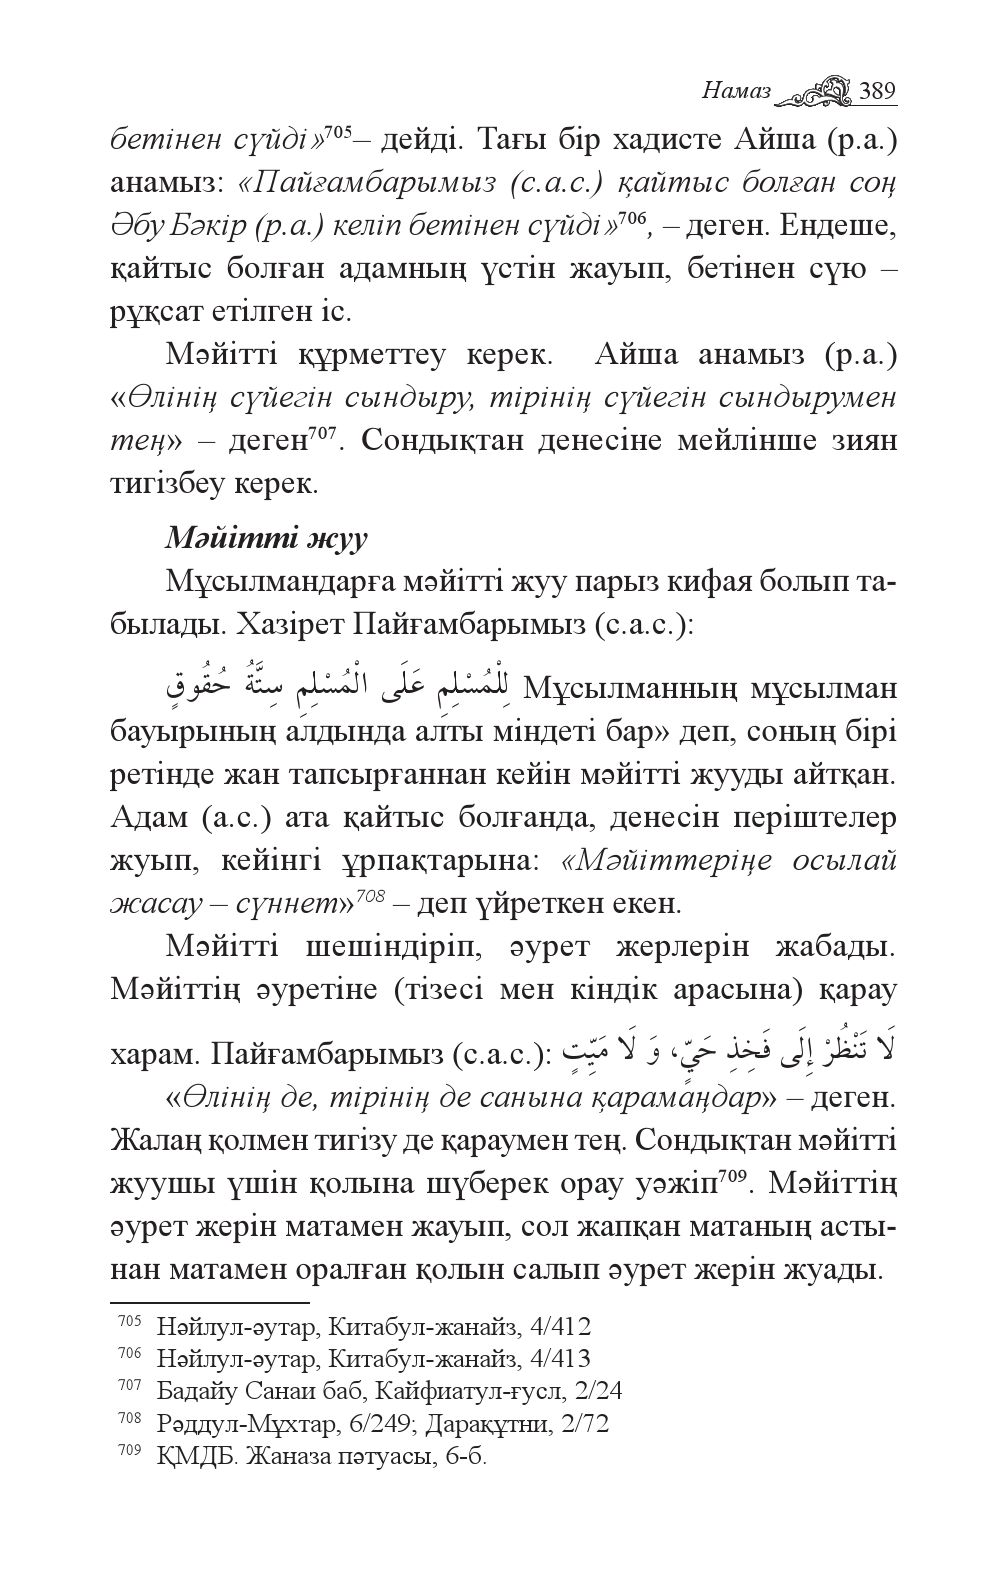 Намаз 389
бетінен сүйді»705– дейді. Тағы бір хадисте Айша (р.а.)
анамыз: «Пайғамбарымыз (с.а.с.) қайтыс болған соң
Әбу Бәкір (р.а.) келіп бетінен сүйді»706, – деген. Ендеше,
қайтыс болған адамның үстін жауып, бетінен сүю –
рұқсат етілген іс.
Мәйітті құрметтеу керек. Айша анамыз (р.а.)
«Өлінің сүйегін сындыру, тірінің сүйегін сындырумен
тең» – деген707. Сондықтан денесіне мейлінше зиян
тигізбеу керек.
Мәйітті жуу
Мұсылмандарға мәйітті жуу парыз кифая болып та-
былады. Хазірет Пайғамбарымыз (с.а.с.):
لِلْمُسْلِمِ عَلَى الْمُسْلِمِ سِتَّةُ حُقُوقٍ Мұсылманның мұсылман
бауырының алдында алты міндеті бар» деп, соның бірі
ретінде жан тапсырғаннан кейін мәйітті жууды айтқан.
Адам (а.с.) ата қайтыс болғанда, денесін періштелер
жуып, кейінгі ұрпақтарына: «Мәйіттеріңе осылай
жасау – сүннет»708 – деп үйреткен екен.
Мәйітті шешіндіріп, әурет жерлерін жабады.
Мәйіттің әуретіне (тізесі мен кіндік арасына) қарау
харам. Пайғамбарымыз (с.а.с.): لَا تَنْظُرْ إِلَى فَخِذِ حَيٍّ، وَ لَا مَيِّتٍ
«Өлінің де, тірінің де санына қарамаңдар» – деген.
Жалаң қолмен тигізу де қараумен тең. Сондықтан мәйітті
жуушы үшін қолына шүберек орау уәжіп709. Мәйіттің
әурет жерін матамен жауып, сол жапқан матаның асты-
нан матамен оралған қолын салып әурет жерін жуады.
705 Нәйлул-әутар, Китабул-жанайз, 4/412
706 Нәйлул-әутар, Китабул-жанайз, 4/413
707 Бадайу Санаи баб, Кайфиатул-ғусл, 2/24
708 Рәддул-Мұхтар, 6/249; Дарақұтни, 2/72
709 ҚМДБ. Жаназа пәтуасы, 6-б.